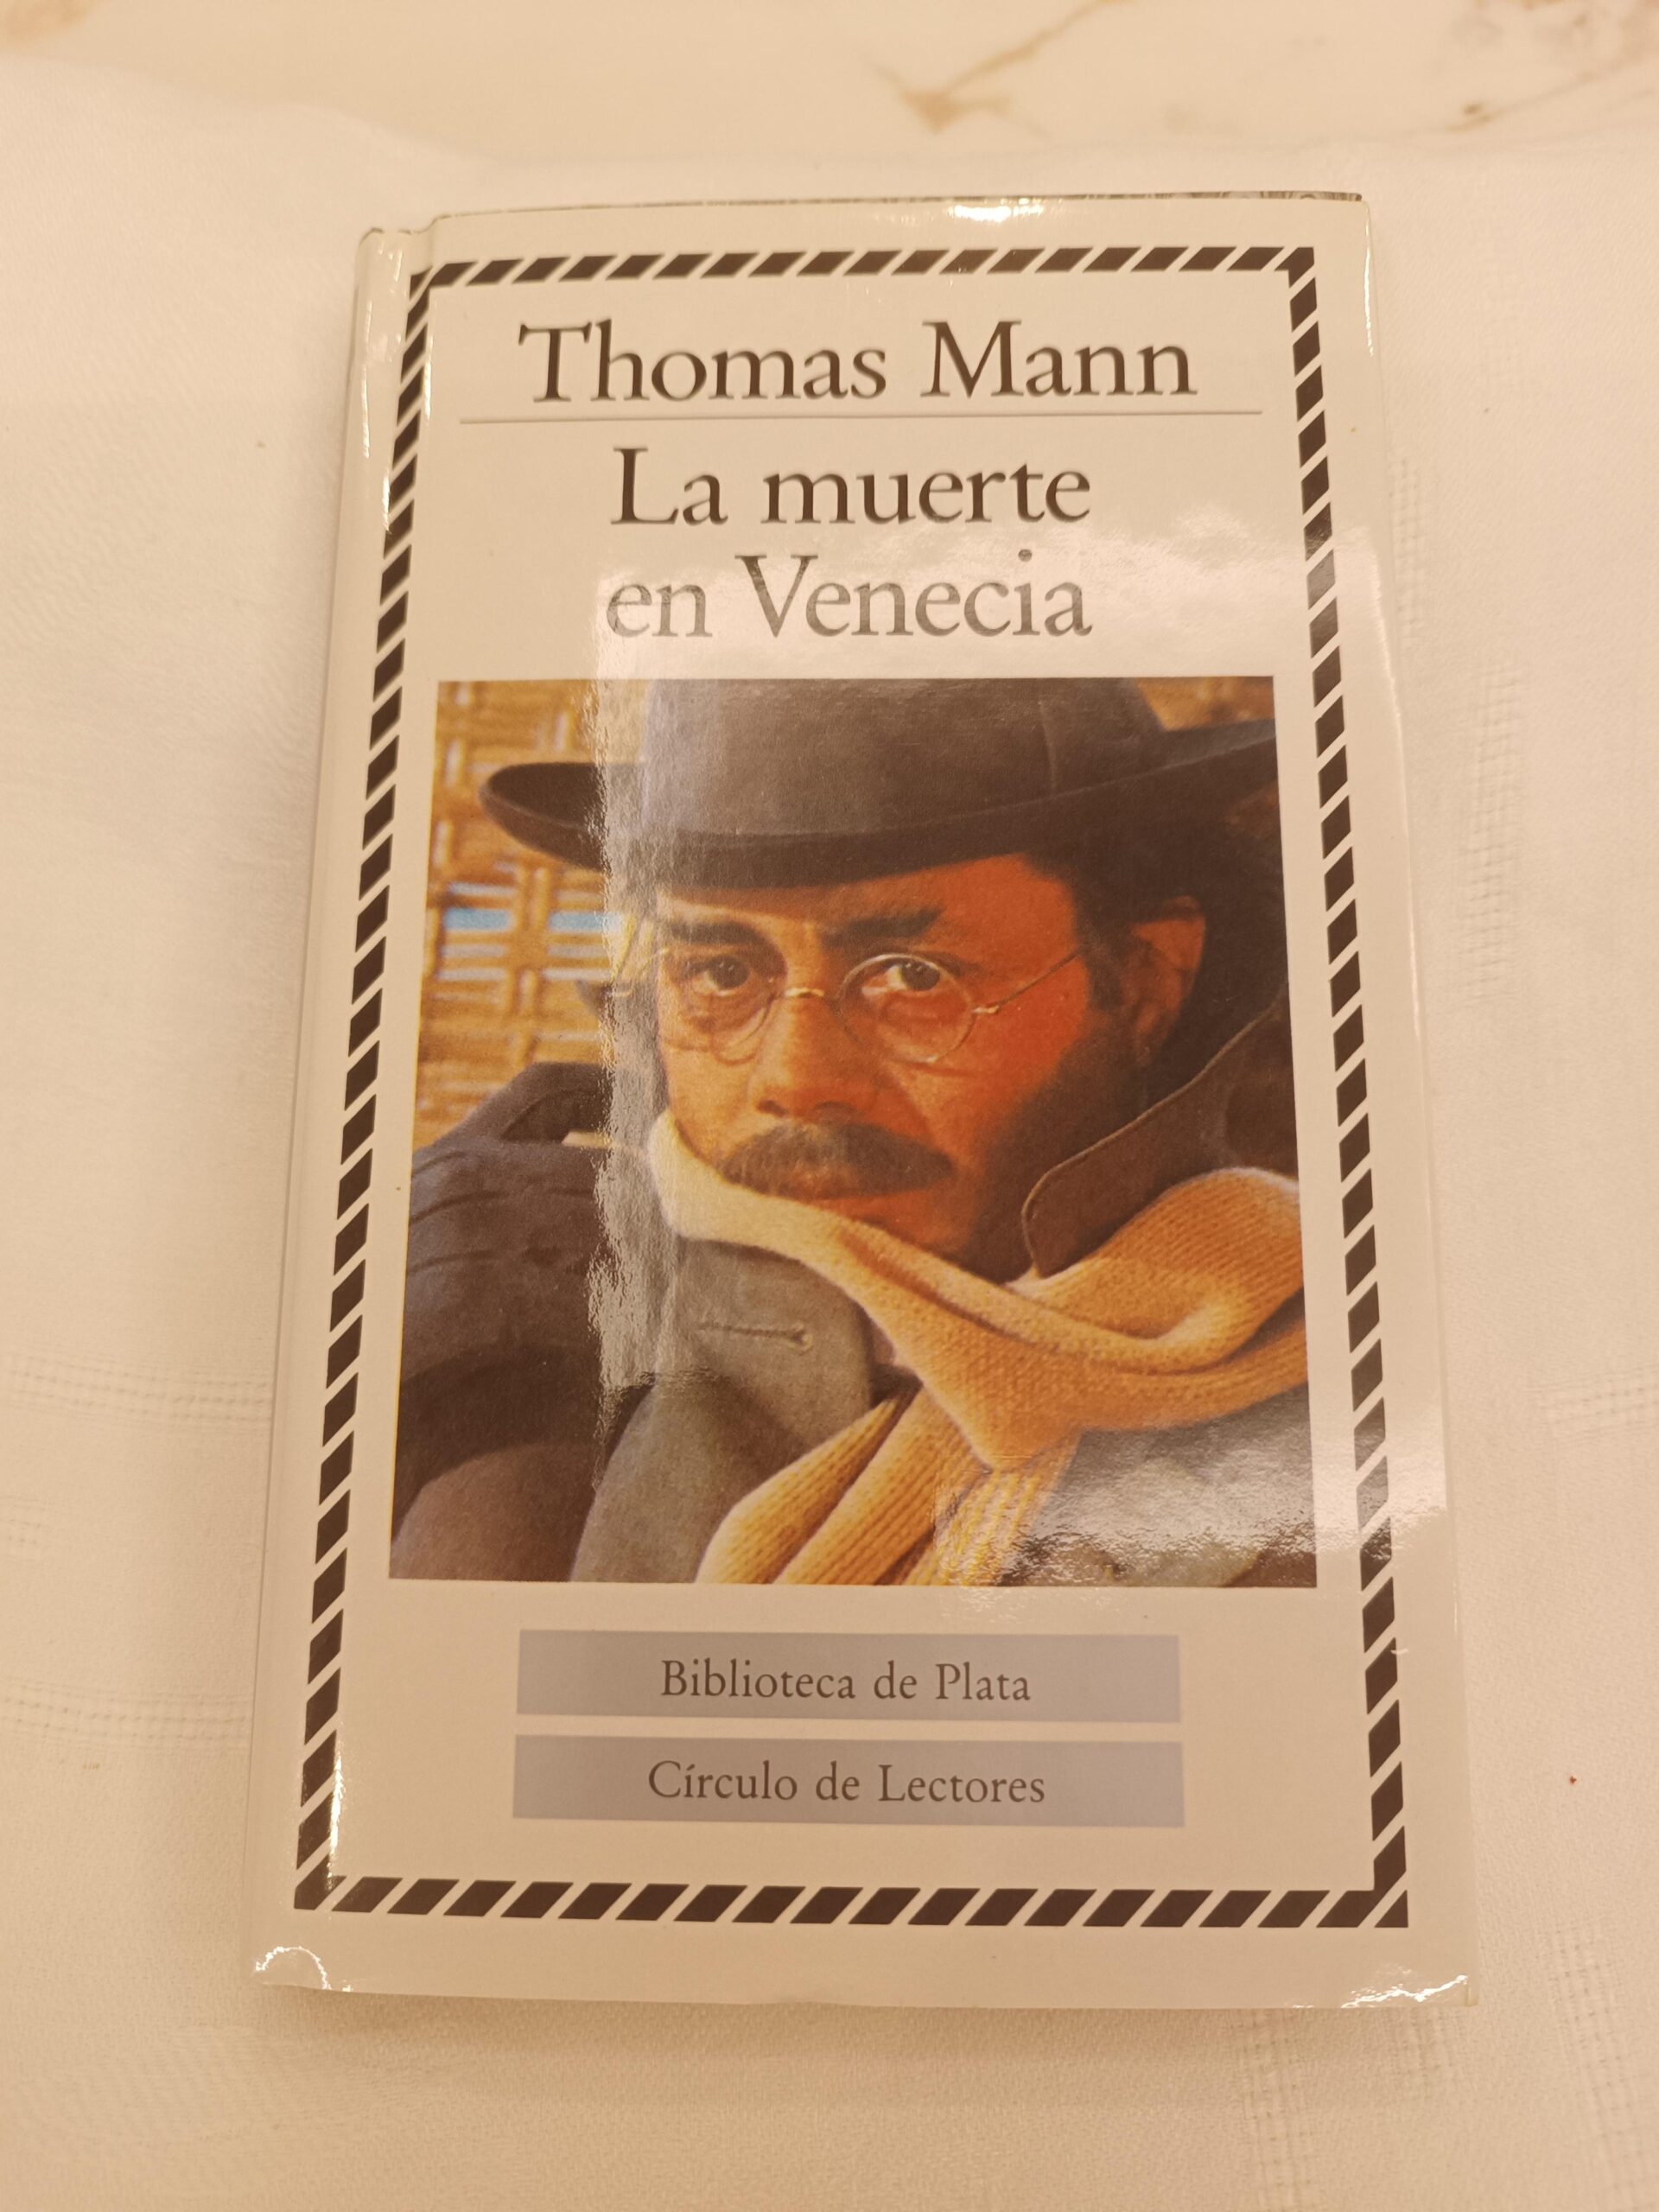 Thomas Mann
La muerte
en Venecia
Biblioteca de Plata
Círculo de Lectores